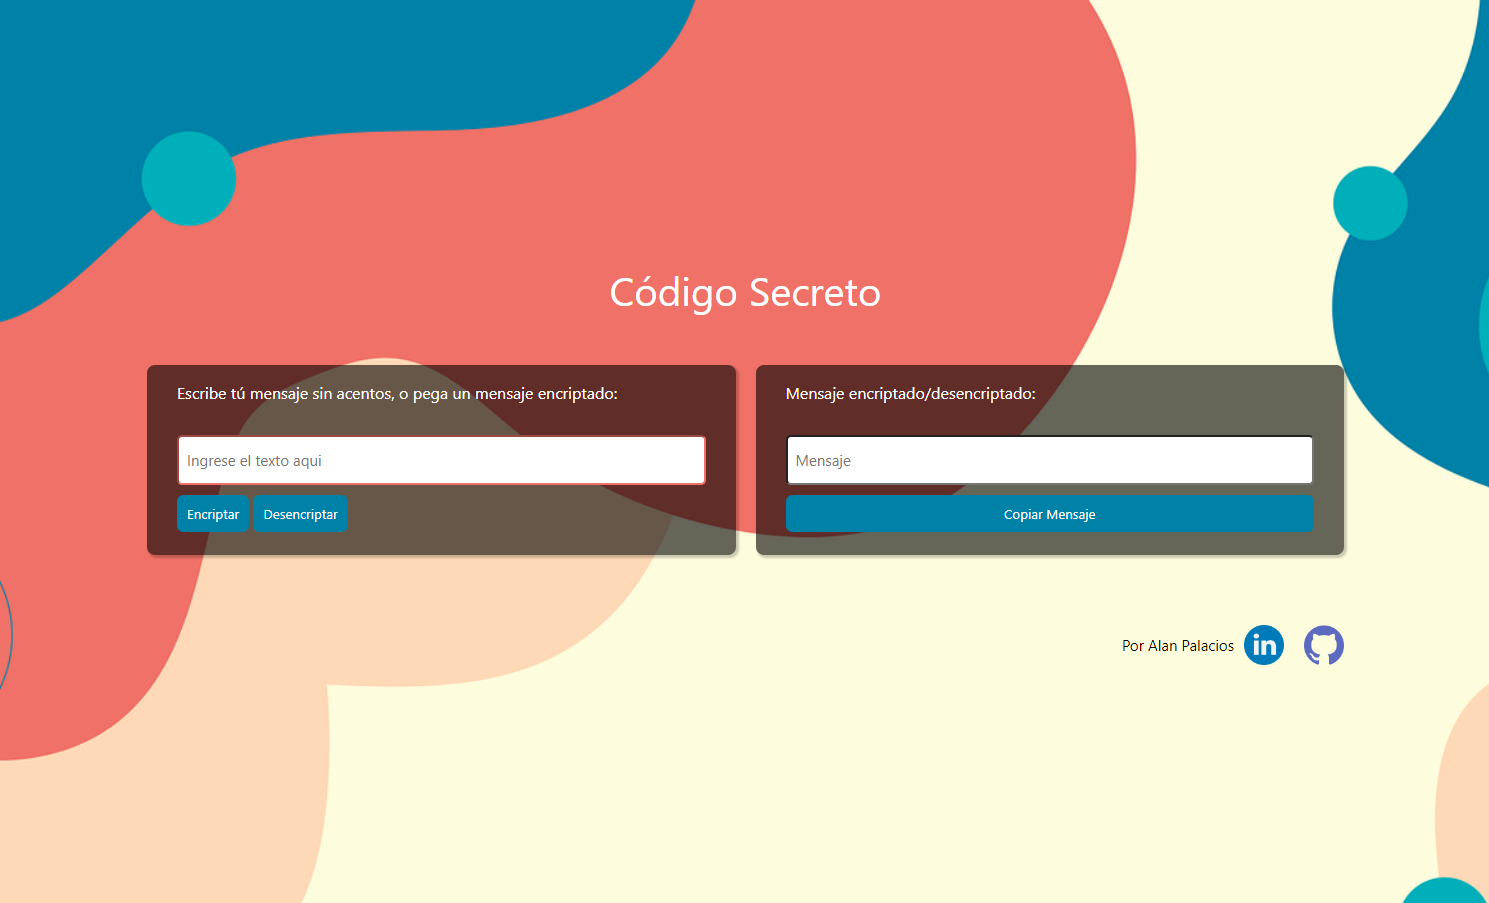 Código Secreto
Escribe tú mensaje sin acentos, o pega un mensaje encriptado:
Ingrese el texto aqui
Encriptar
Desencriptar
Mensaje encriptado/desencriptado:
Mensaje
Copiar Mensaje
Por Alan Palacios
in